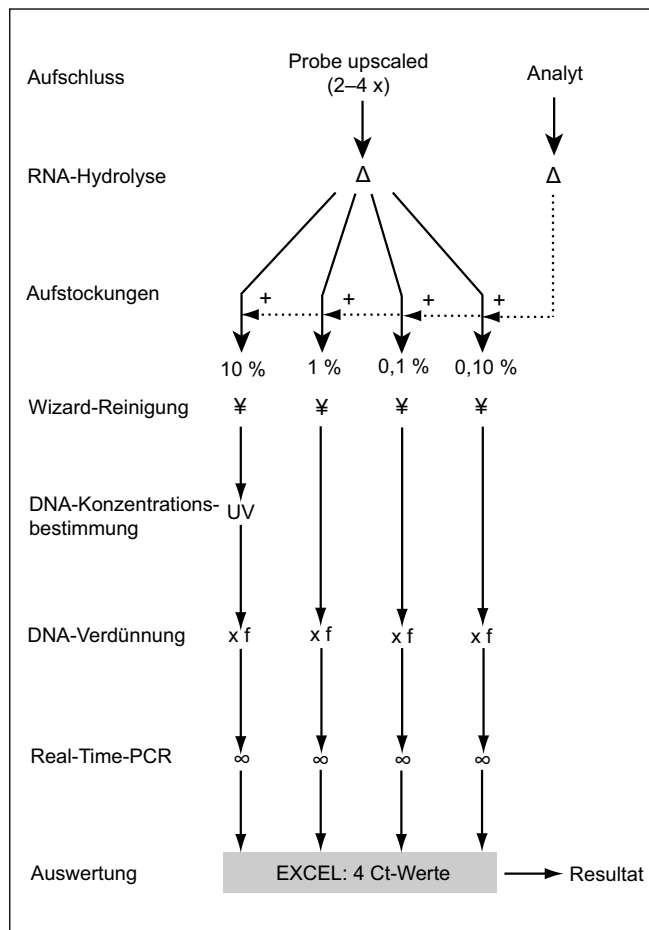 Aufschluss
Probe upscaled
(2–4 x)
Analyt
RNA-Hydrolyse
Δ
Δ
Aufstockungen
+
+
+
+
10 %
1 %
0,1 %
0,10 %
Wizard-Reinigung
¥
¥
¥
¥
DNA-Konzentrations-
bestimmung
UV
DNA-Verdünnung
x f
x f
x f
x f
Real-Time-PCR
∞
∞
∞
∞
Auswertung
EXCEL: 4 Ct-Werte
Resultat